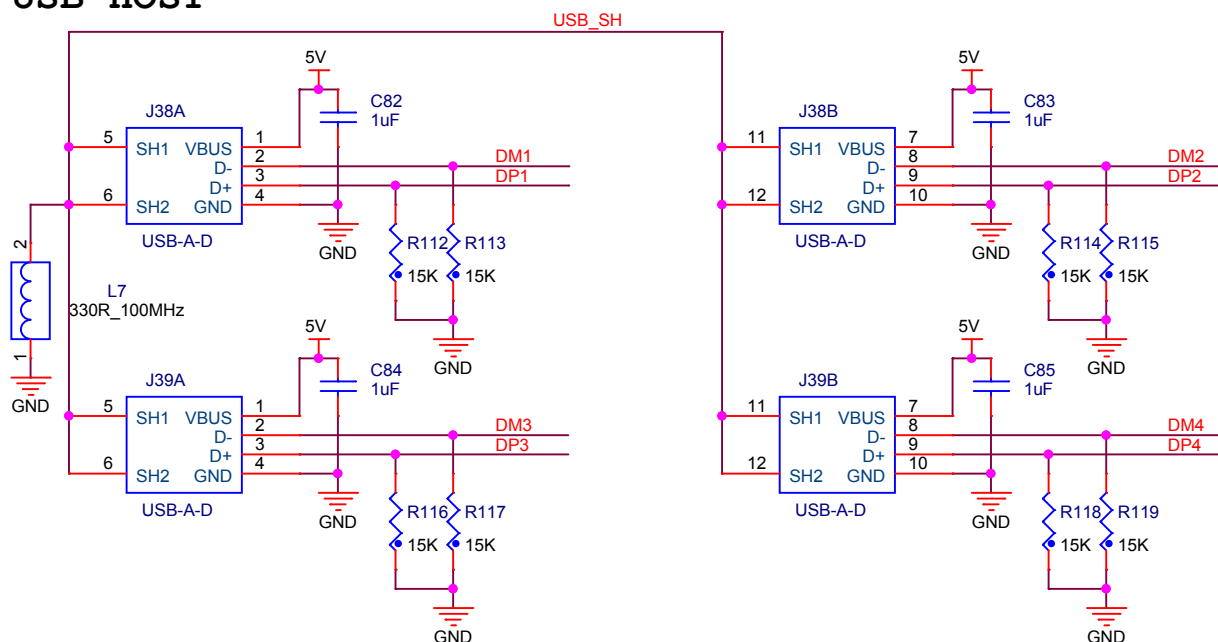 USB HOST
USB_SH
5V
C82
1uF
J38A
5 SH1 VBUS 1
D- 2 DM1
D+ 3 DP1
6 SH2 GND 4
USB-A-D
GND
R112 R113
15K 15K
GND
5V
C83
1uF
J38B
11 SH1 VBUS 7
D- 8 DM2
D+ 9 DP2
12 SH2 GND 10
USB-A-D
GND
R114 R115
15K 15K
GND
2
L7
330R_100MHz
1
GND
5V
C84
1uF
J39A
5 SH1 VBUS 1
D- 2 DM3
D+ 3 DP3
6 SH2 GND 4
USB-A-D
GND
R116 R117
15K 15K
GND
5V
C85
1uF
J39B
11 SH1 VBUS 7
D- 8 DM4
D+ 9 DP4
12 SH2 GND 10
USB-A-D
GND
R118 R119
15K 15K
GND